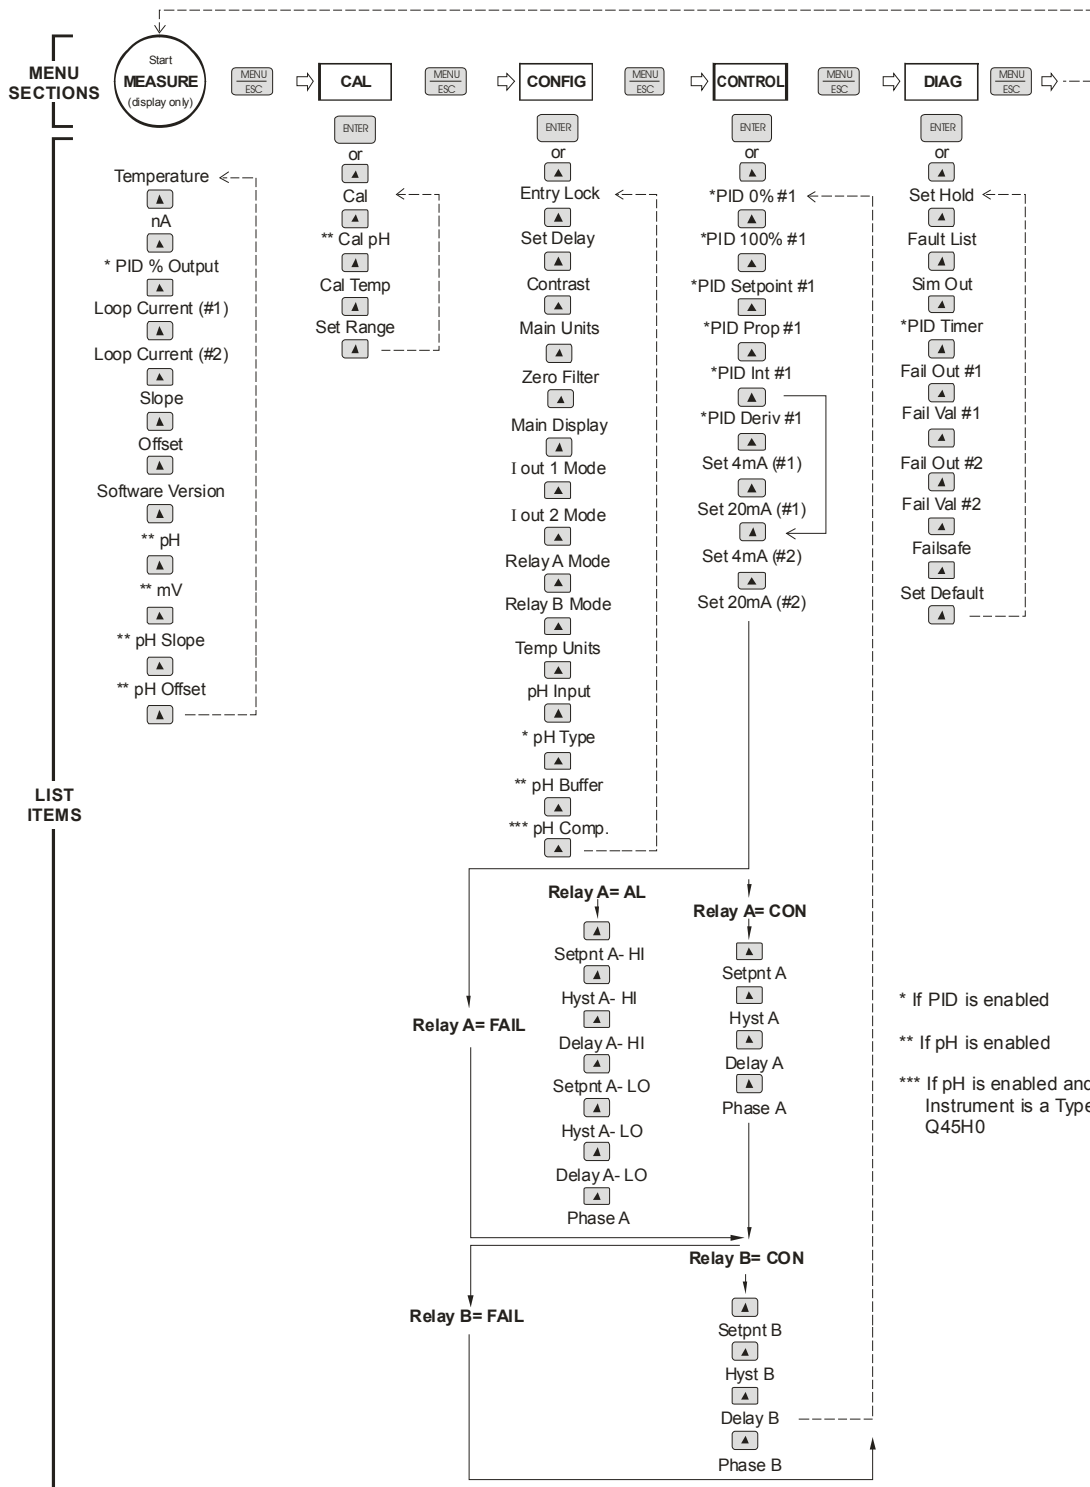 MENU
SECTIONS
Start
MEASURE
(display only)
MENU
ESC
CAL
MENU
ESC
CONFIG
MENU
ESC
CONTROL
MENU
ESC
DIAG
MENU
ESC
LIST
ITEMS
Temperature
nA
* PID % Output
Loop Current (#1)
Loop Current (#2)
Slope
Offset
Software Version
** pH
** mV
** pH Slope
** pH Offset
ENTER
or
Cal
** Cal pH
Cal Temp
Set Range
ENTER
or
Entry Lock
Set Delay
Contrast
Main Units
Zero Filter
Main Display
I out 1 Mode
I out 2 Mode
Relay A Mode
Relay B Mode
Temp Units
pH Input
* pH Type
** pH Buffer
*** pH Comp.
ENTER
or
*PID 0% #1
*PID 100% #1
*PID Setpoint #1
*PID Prop #1
*PID Int #1
*PID Deriv #1
Set 4mA (#1)
Set 20mA (#1)
Set 4mA (#2)
Set 20mA (#2)
ENTER
or
Set Hold
Fault List
Sim Out
*PID Timer
Fail Out #1
Fail Val #1
Fail Out #2
Fail Val #2
Failsafe
Set Default
Relay A= FAIL
Relay A= AL
Setpnt A- HI
Hyst A- HI
Delay A- HI
Setpnt A- LO
Hyst A- LO
Delay A- LO
Phase A
Relay A= CON
Setpnt A
Hyst A
Delay A
Phase A
* If PID is enabled
** If pH is enabled
*** If pH is enabled and
Instrument is a Type
Q45H0
Relay B= FAIL
Relay B= CON
Setpnt B
Hyst B
Delay B
Phase B